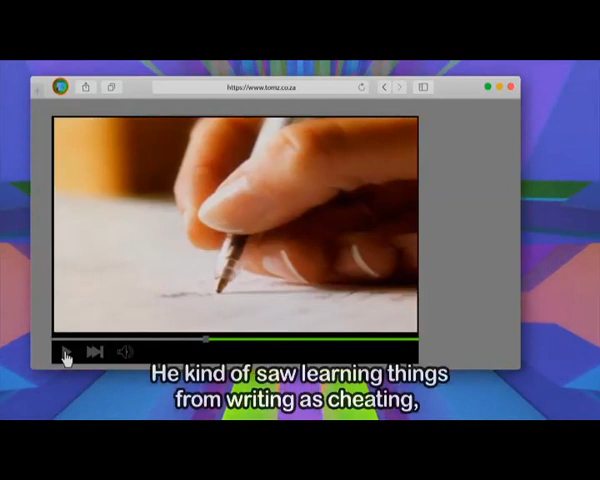 https://www.tomz.co.za
He kind of saw learning things
from writing as cheating,